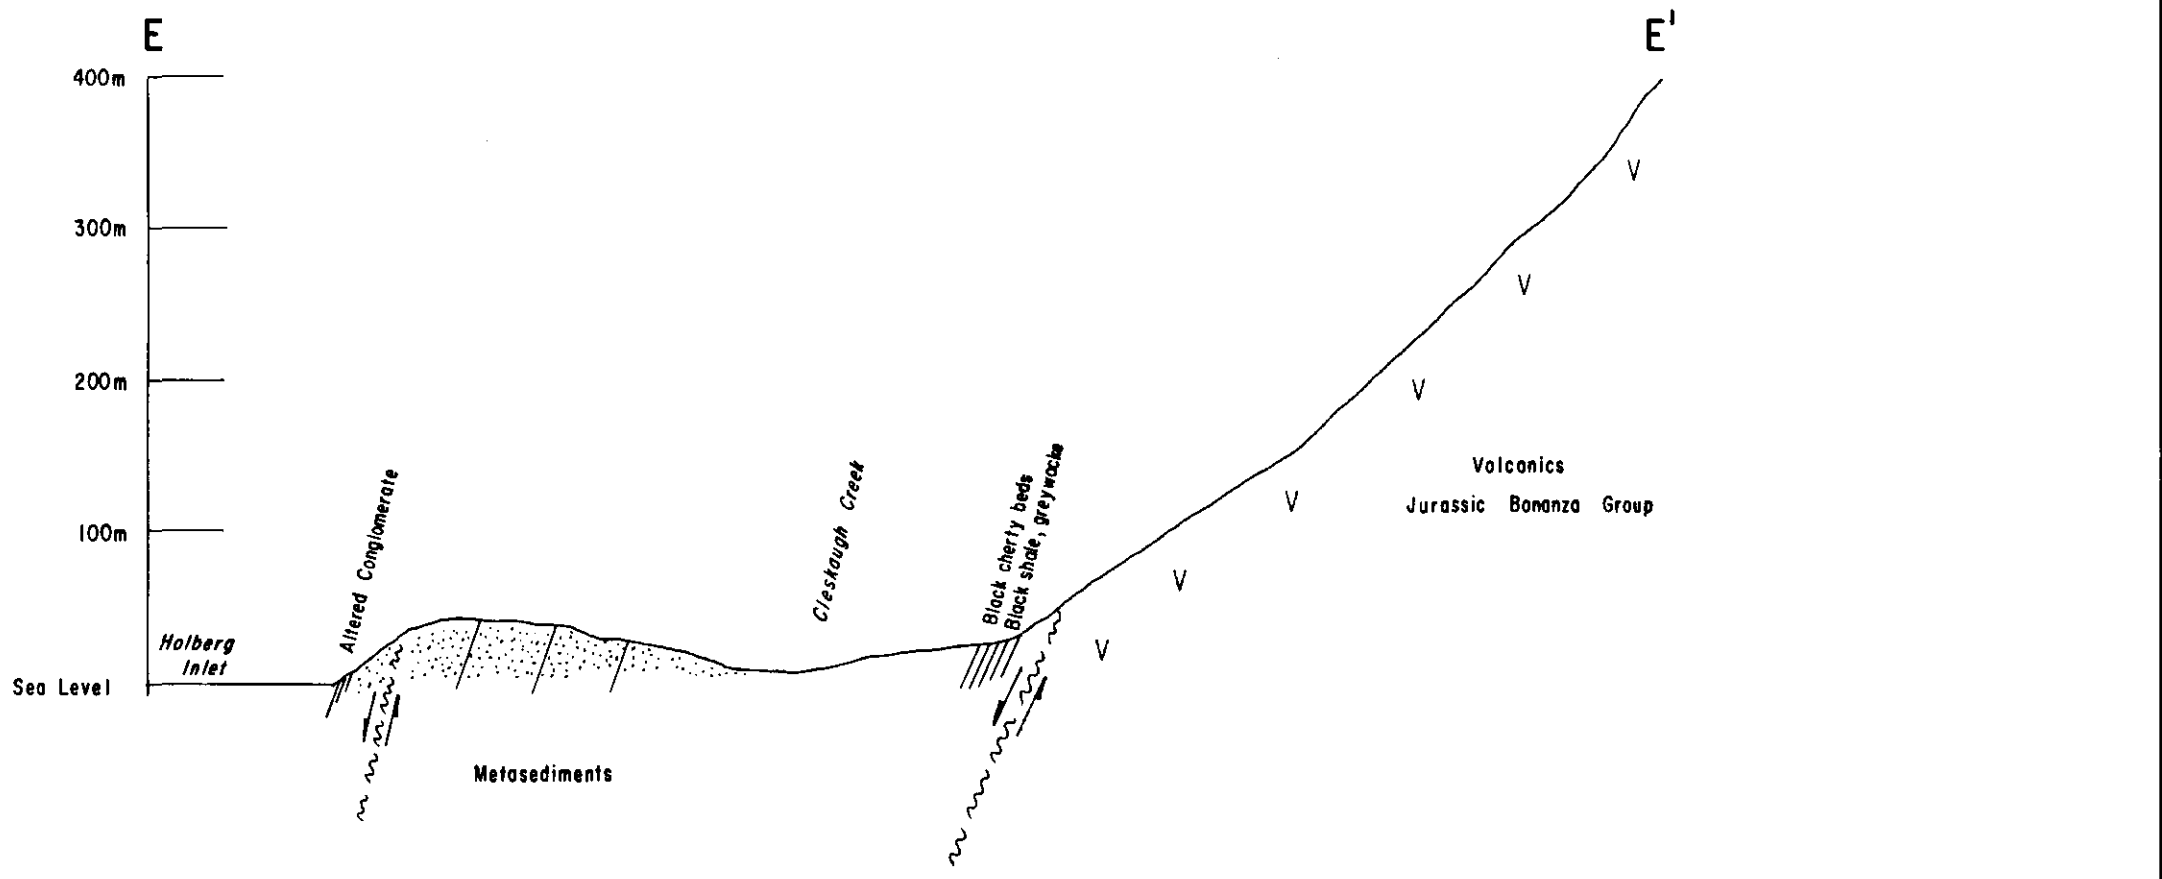 E
E'
400m
300m
200m
100m
Sea Level
Holberg
Inlet
Altered Conglomerate
Cleskaugh Creek
Black cherty beds
Black shale, greywacke
V
V
V
V
V
V
V
Volcanics
Jurassic Bonanza Group
Metasediments